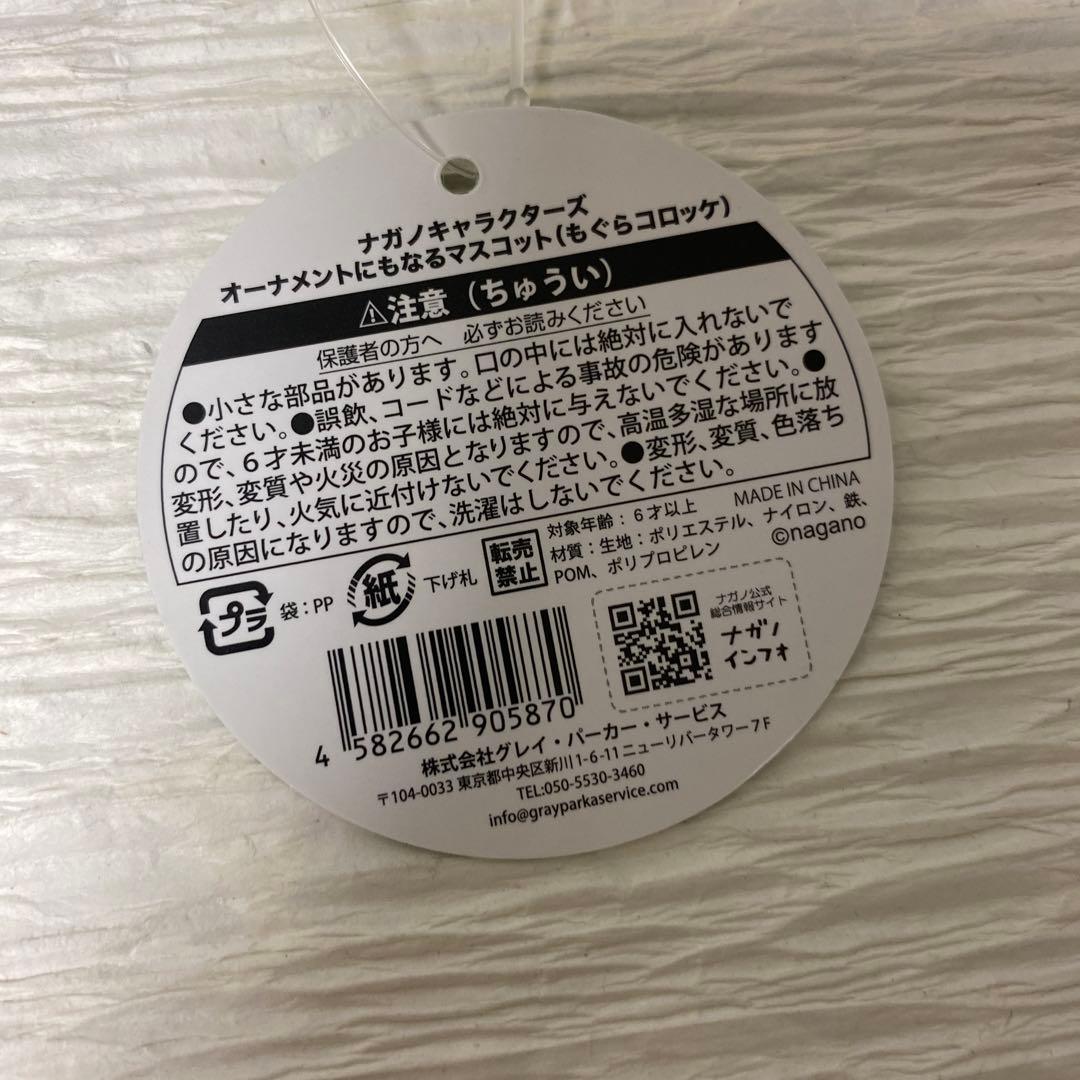 ナガノキャラクターズ
オーナメントにもなるマスコット(もぐらコロッケ)
⚠注意（ちゅうい）
保護者の方へ　必ずお読みください
●小さな部品があります。口の中には絶対に入れないで
ください。●誤飲、コードなどによる事故の危険があります
ので、6才未満のお子様には絶対に与えないでください。●
変形、変質や火災の原因となりますので、高温多湿な場所に放
置したり、火気に近付けないでください。●変形、変質、色落ち
の原因になりますので、洗濯はしないでください。
プラ
袋：PP
紙
下げ札
転売
禁止
対象年齢：6才以上
MADE IN CHINA
材質：生地：ポリエステル、ナイロン、鉄、
POM、ポリプロピレン
©nagano
ナガノ公式
総合情報サイト
ナガノ
インフォ
4 582662 905870
株式会社グレイ・パーカー・サービス
〒104-0033 東京都中央区新川1-6-11 ニューリバータワー7F
TEL:050-5530-3460
info@grayparkaservice.com